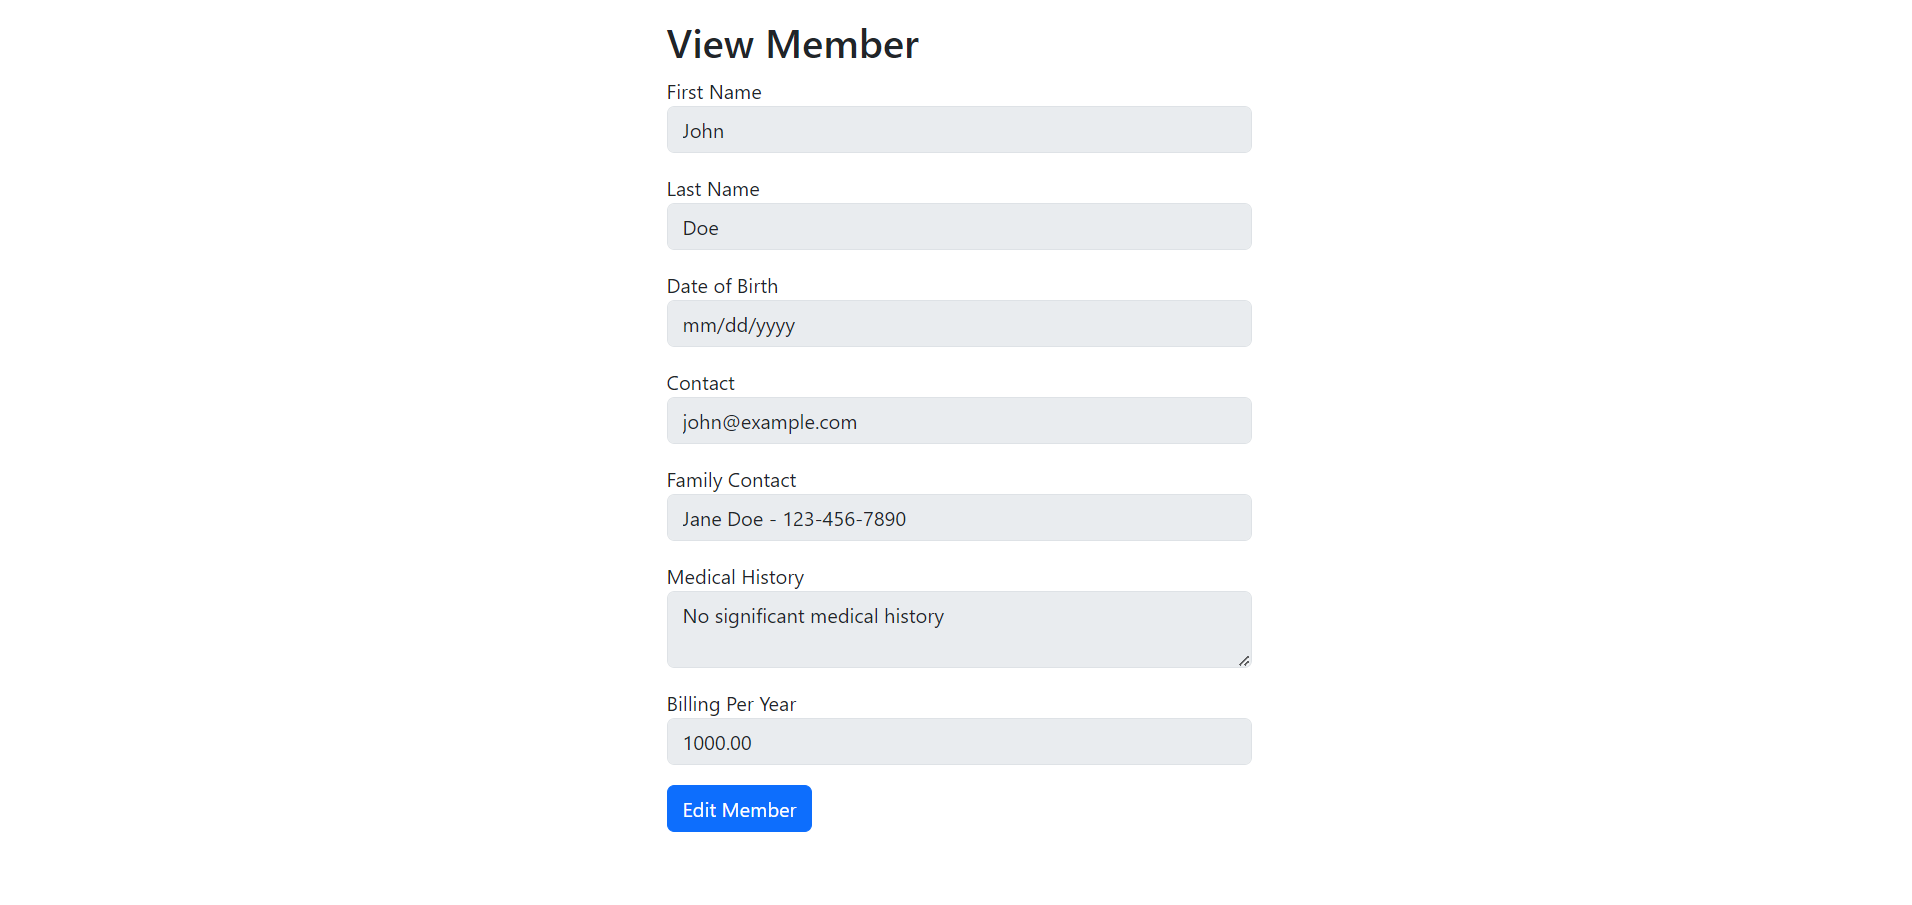 View Member
First Name
John
Last Name
Doe
Date of Birth
mm/dd/yyyy
Contact
john@example.com
Family Contact
Jane Doe - 123-456-7890
Medical History
No significant medical history
Billing Per Year
1000.00
Edit Member